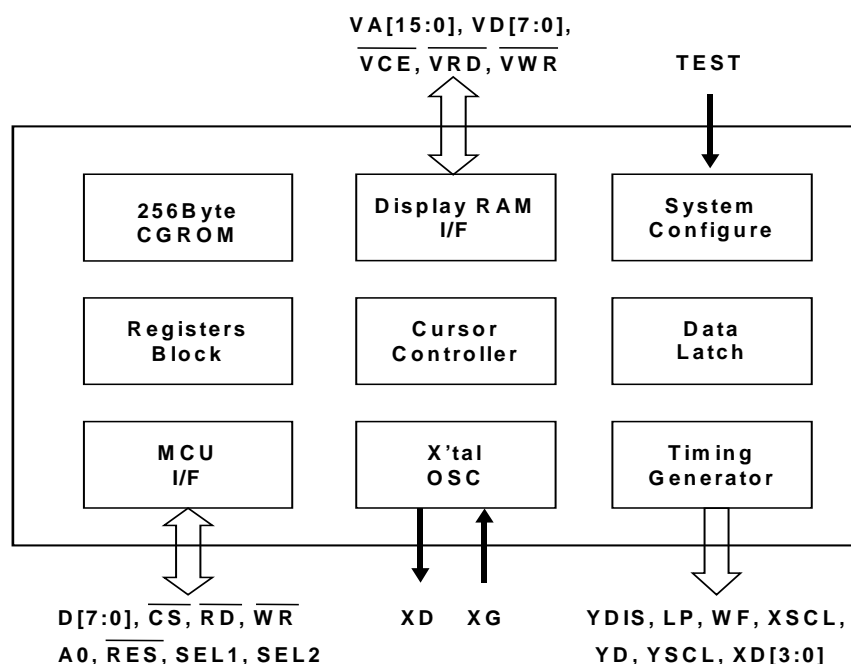 VA[15:0], VD[7:0],
VCE, VRD, VWR
TEST
256Byte
CGROM
Display RAM
I/F
System
Configure
Registers
Block
Cursor
Controller
Data
Latch
MCU
I/F
X’tal
OSC
Timing
Generator
D[7:0], CS, RD, WR
A0, RES, SEL1, SEL2
XD
XG
YDIS, LP, WF, XSCL,
YD, YSCL, XD[3:0]